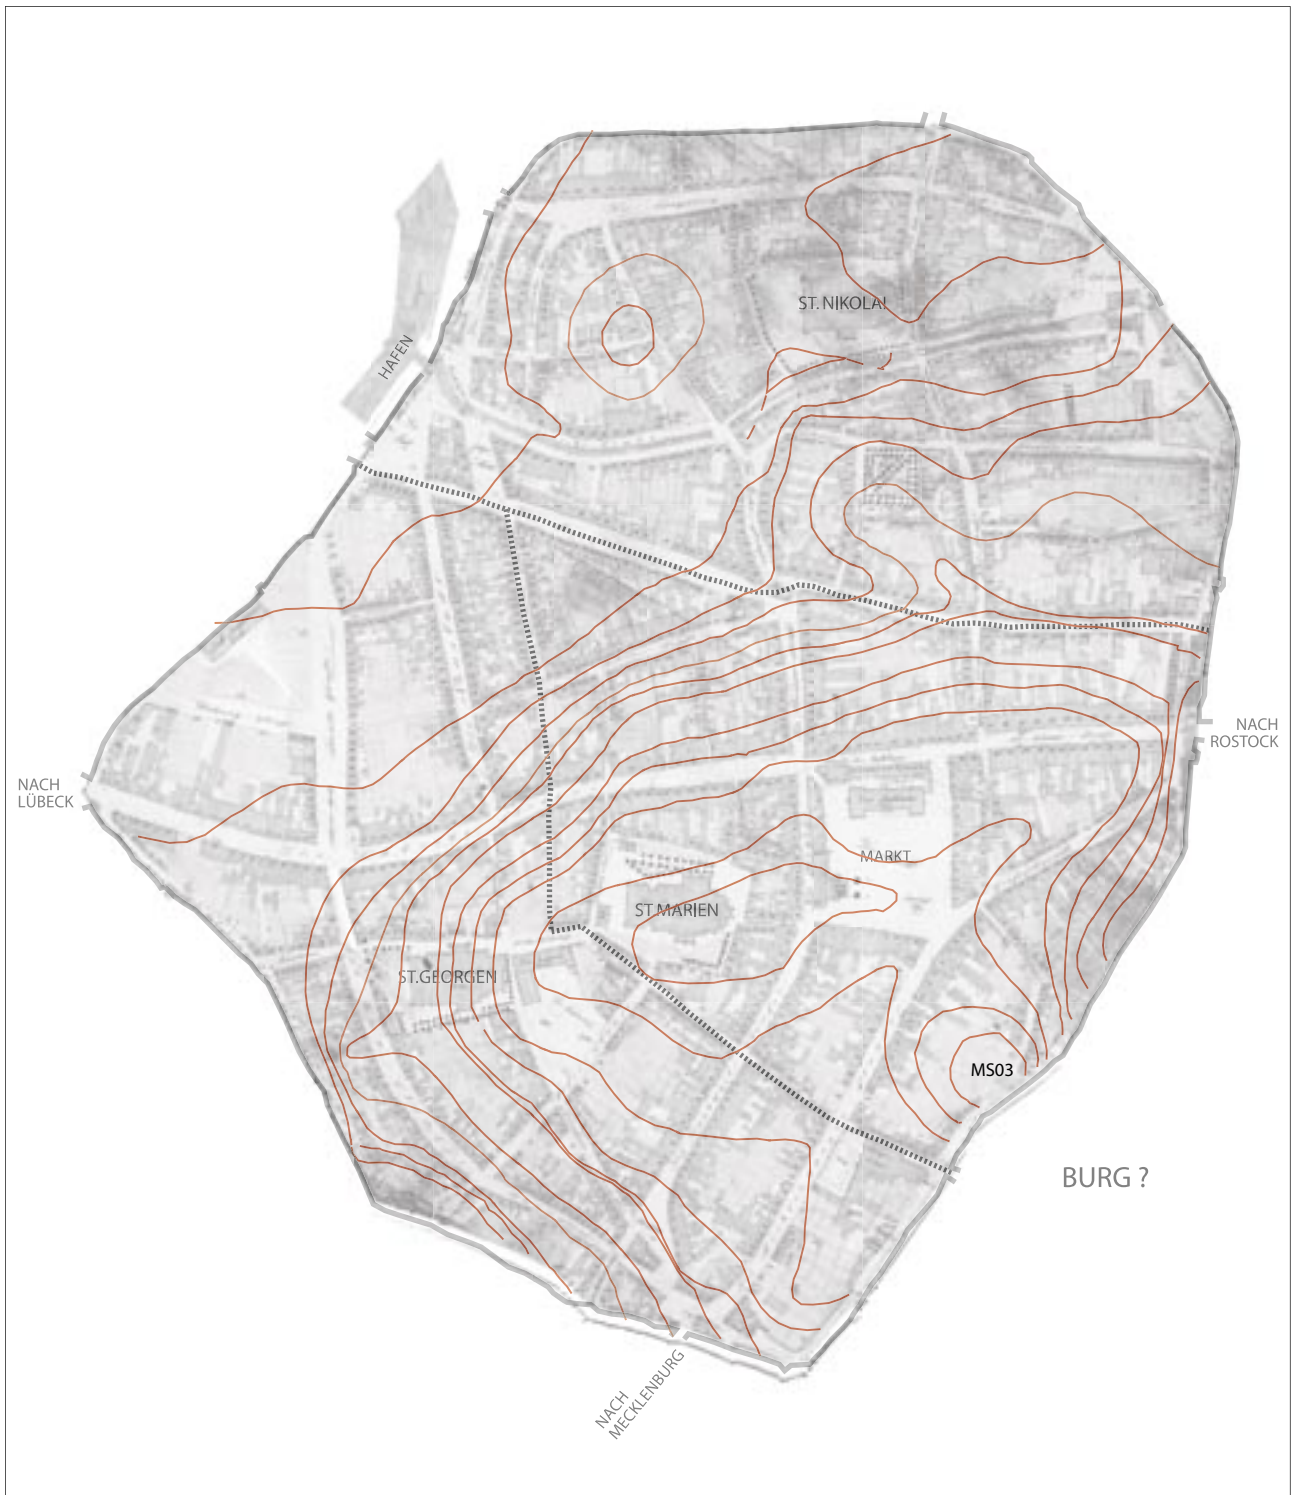 ST. NIKOLAI
HAFEN
NACH
ROSTOCK
NACH
LÜBECK
MARKT
ST.MARIEN
ST.GEORGEN
MS03
BURG ?
NACH
MECKLENBURG